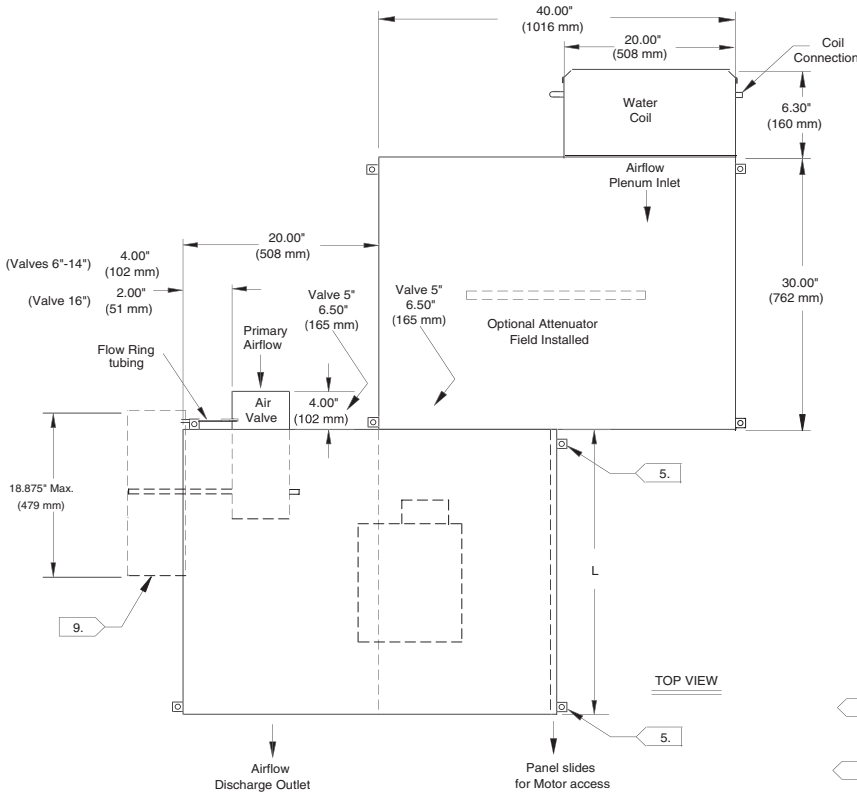 40.00"
(1016 mm)
20.00"
(508 mm)
Coil
Connection
Water
Coil
6.30"
(160 mm)
Airflow
Plenum Inlet
20.00"
(508 mm)
(Valves 6"-14")
4.00"
(102 mm)
(Valve 16")
2.00"
(51 mm)
Valve 5"
6.50"
(165 mm)
Valve 5"
6.50"
(165 mm)
30.00"
(762 mm)
Optional Attenuator
Field Installed
Primary
Airflow
Flow Ring
tubing
Air
Valve
4.00"
(102 mm)
18.875" Max.
(479 mm)
5.
L
9.
TOP VIEW
5.
Airflow
Discharge Outlet
Panel slides
for Motor access